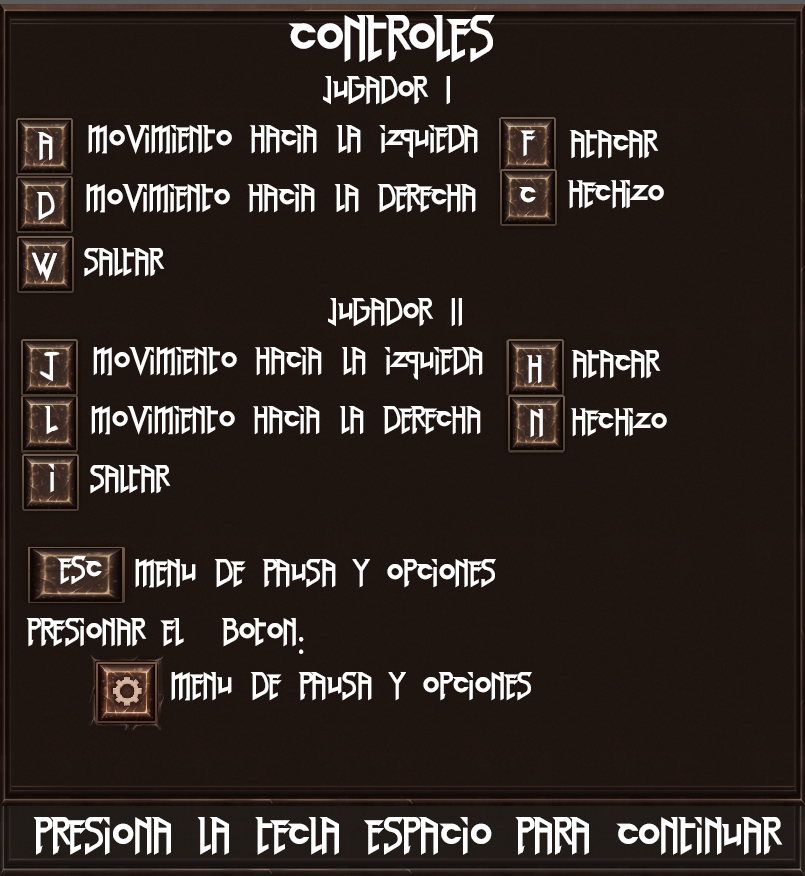 CONTROLES
JUGADOR I
A MOVIMIENTO HACIA LA IZQUIEDA F ATACAR
D MOVIMIENTO HACIA LA DERECHA C HECHIZO
W SALTAR
JUGADOR II
J MOVIMIENTO HACIA LA IZQUIEDA H ATACAR
L MOVIMIENTO HACIA LA DERECHA N HECHIZO
I SALTAR
ESC MENU DE PAUSA Y OPCIONES
PRESIONAR EL BOTON:
MENU DE PAUSA Y OPCIONES
PRESIONA LA TECLA ESPACIO PARA CONTINUAR